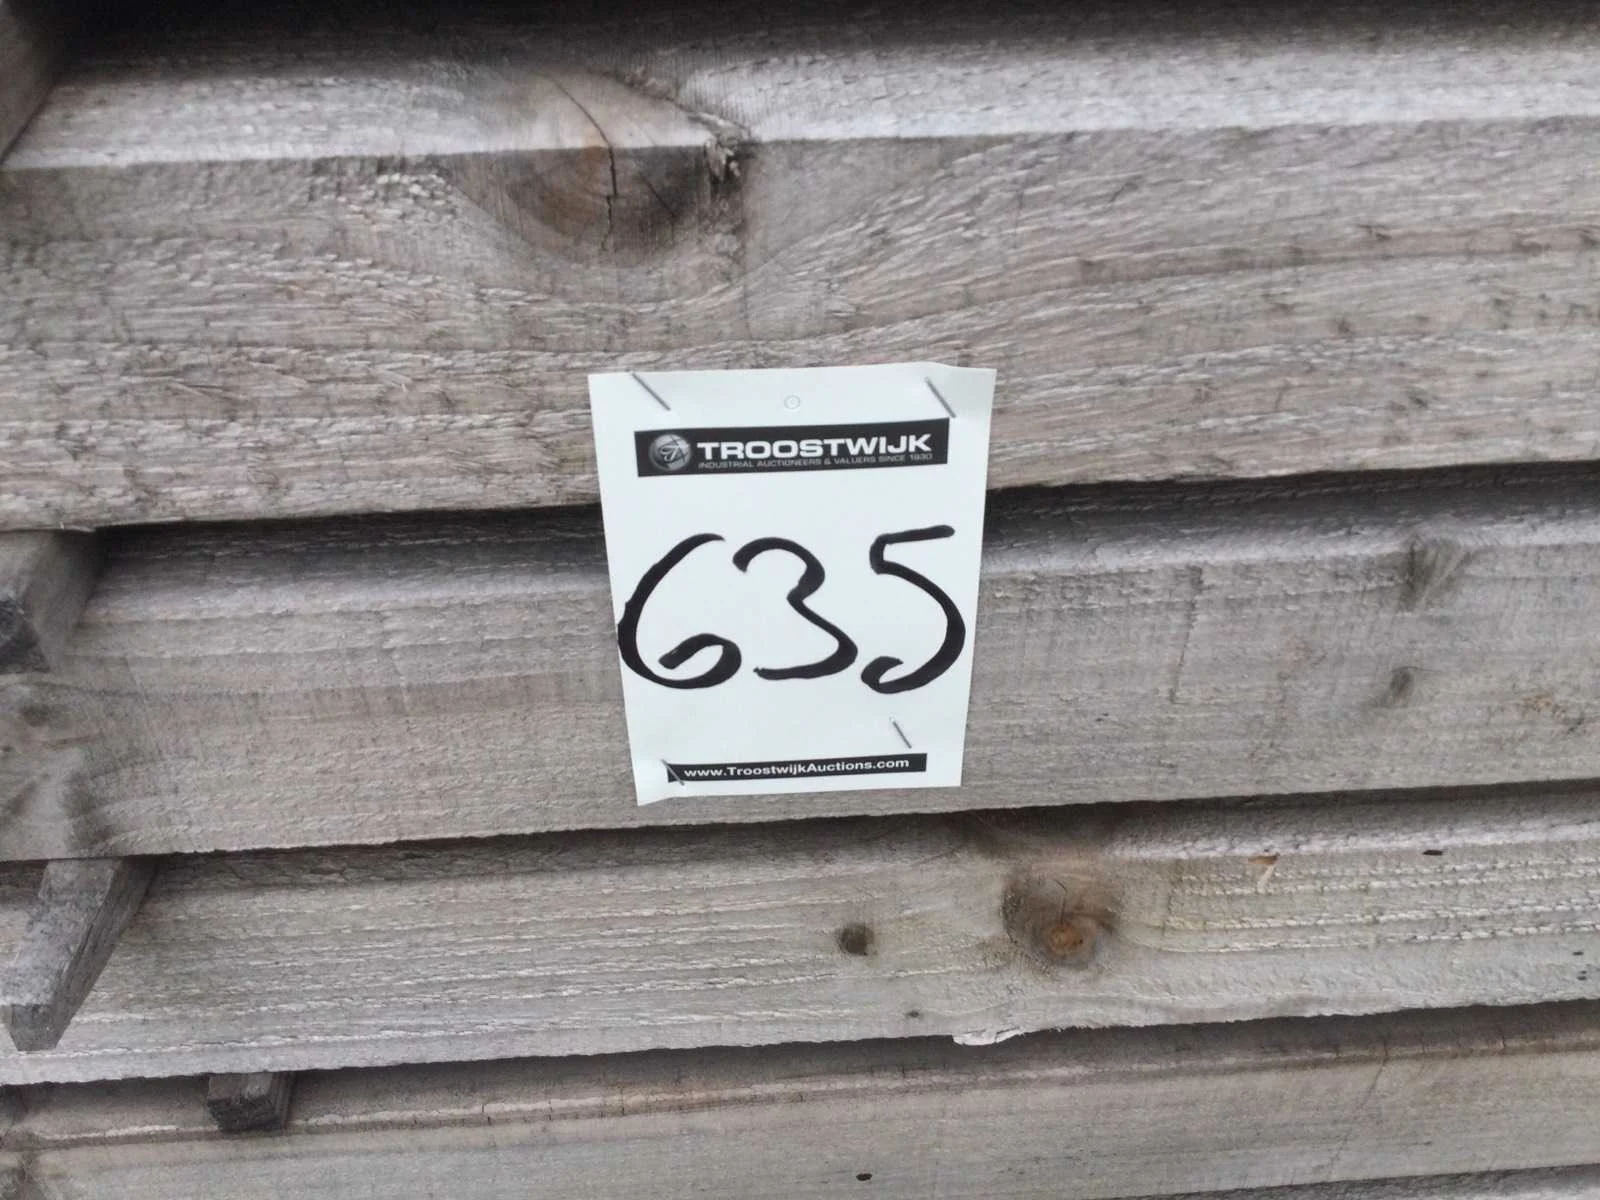 TROOSTWIJK
INDUSTRIAL AUCTIONEERS & VALUERS SINCE 1930
635
www.TroostwijkAuctions.com